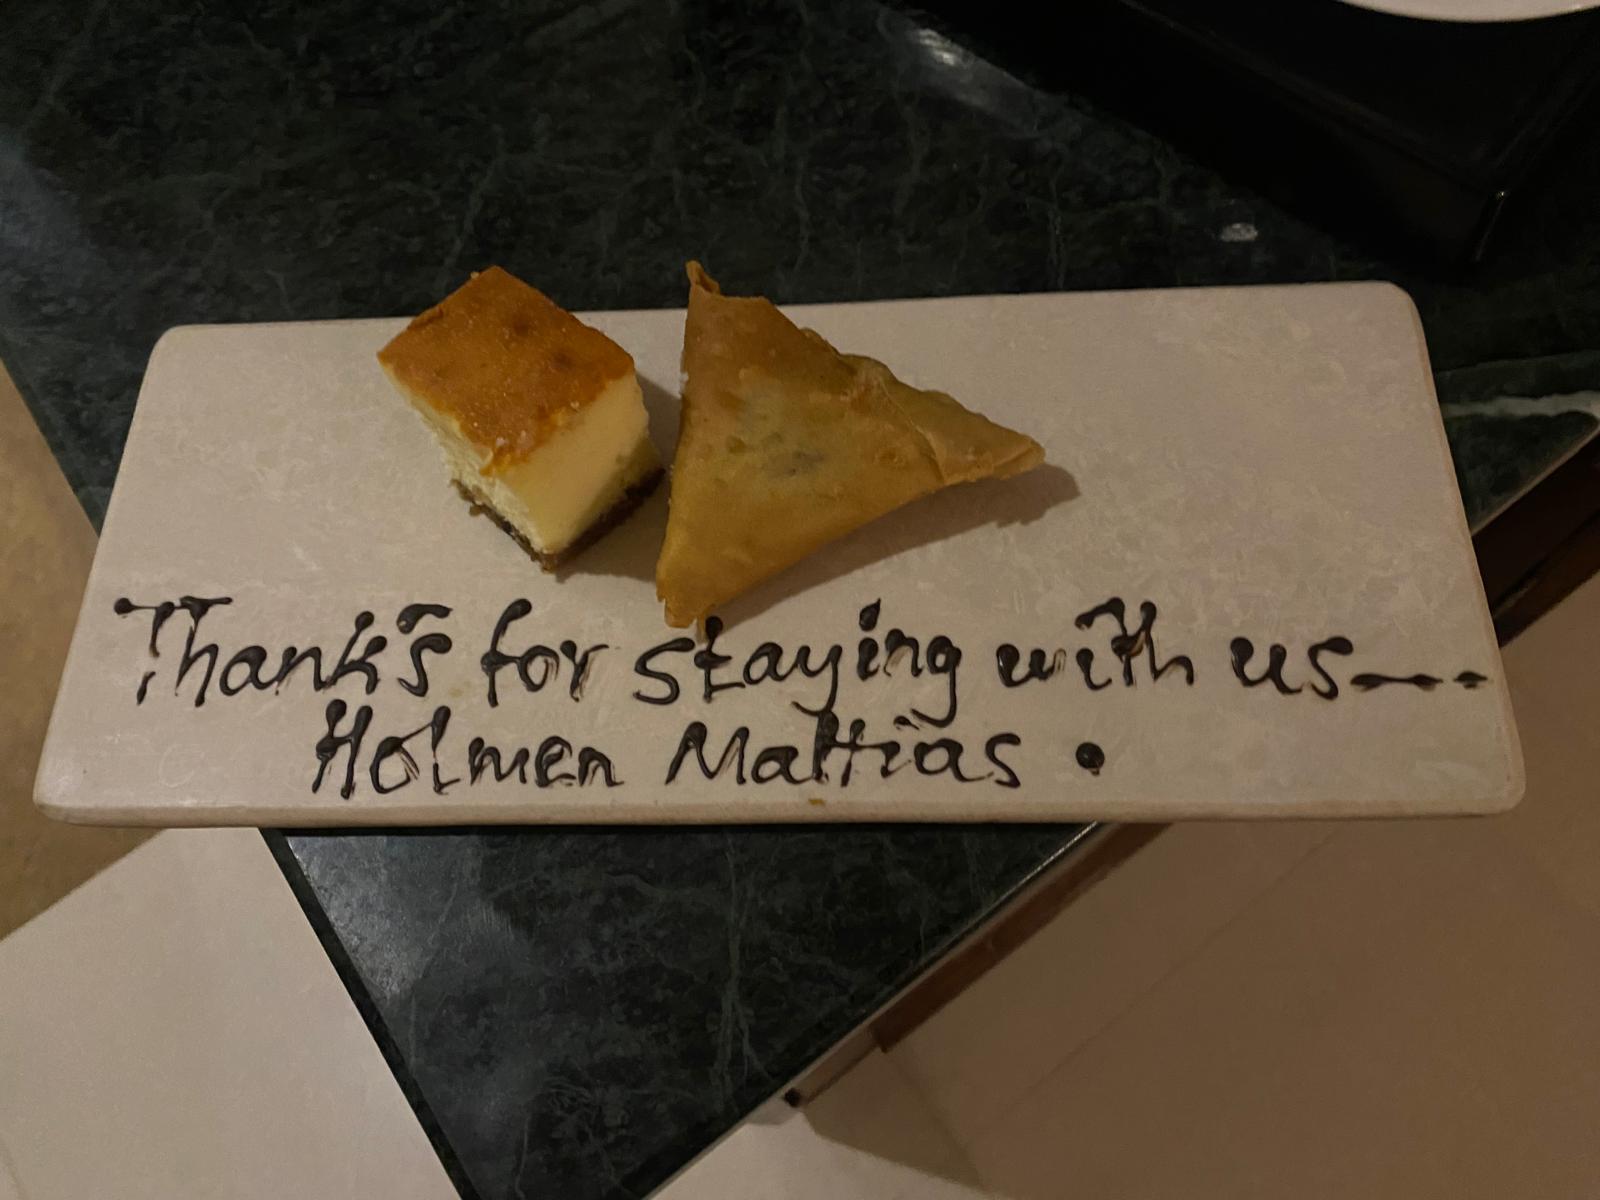 Thank's for staying with us---
Holmen Mattias .